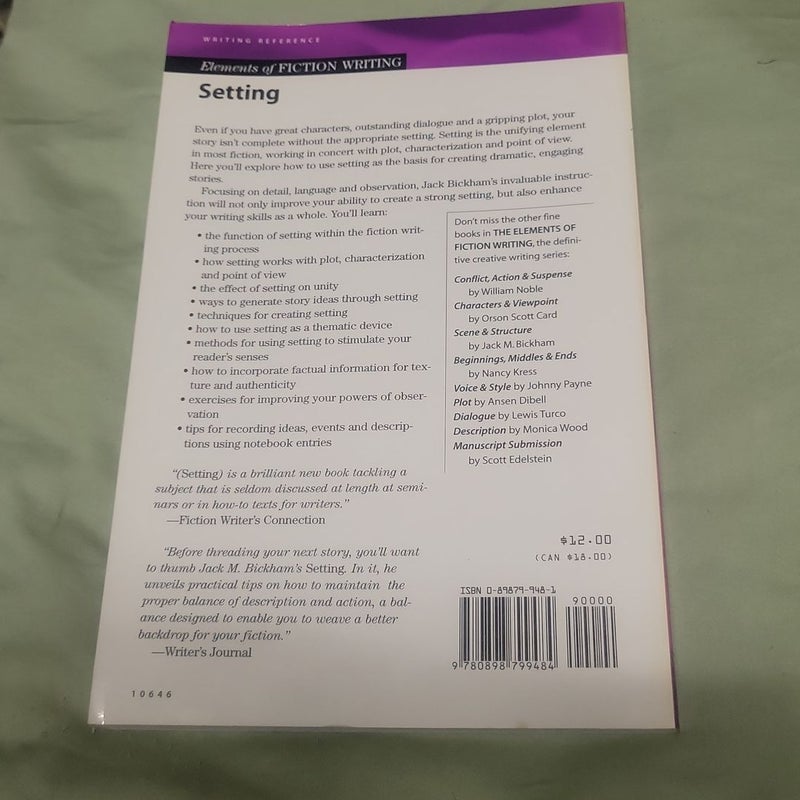 WRITING REFERENCE
Elements of FICTION WRITING
Setting
Even if you have great characters, outstanding dialogue and a gripping plot, your
story isn't complete without the appropriate setting. Setting is the unifying element
in most fiction, working in concert with plot, characterization and point of view.
Here you'll explore how to use setting as the basis for creating dramatic, engaging
stories.
Focusing on detail, language and observation, Jack Bickham's invaluable instruc-
tion will not only improve your ability to create a strong setting, but also enhance
your writing skills as a whole. You'll learn:
• the function of setting within the fiction writ-
ing process
• how setting works with plot, characterization
and point of view
• the effect of setting on unity
• ways to generate story ideas through setting
• techniques for creating setting
• how to use setting as a thematic device
• methods for using setting to stimulate your
reader's senses
• how to incorporate factual information for tex-
ture and authenticity
• exercises for improving your powers of obser-
vation
• tips for recording ideas, events and descrip-
tions using notebook entries
"(Setting) is a brilliant new book tackling a
subject that is seldom discussed at length at semi-
nars or in how-to texts for writers."
—Fiction Writer's Connection
"Before threading your next story, you'll want
to thumb Jack M. Bickham's Setting. In it, he
unveils practical tips on how to maintain the
proper balance of description and action, a bal-
ance designed to enable you to weave a better
backdrop for your fiction."
—Writer's Journal
10646
Don't miss the other fine
books in THE ELEMENTS OF
FICTION WRITING, the defini-
tive creative writing series:
Conflict, Action & Suspense
by William Noble
Characters & Viewpoint
by Orson Scott Card
Scene & Structure
by Jack M. Bickham
Beginnings, Middles & Ends
by Nancy Kress
Voice & Style by Johnny Payne
Plot by Ansen Dibell
Dialogue by Lewis Turco
Description by Monica Wood
Manuscript Submission
by Scott Edelstein
$12.00
(CAN $18.00)
ISBN 0-89879-948-1
90000
9 780898 799484